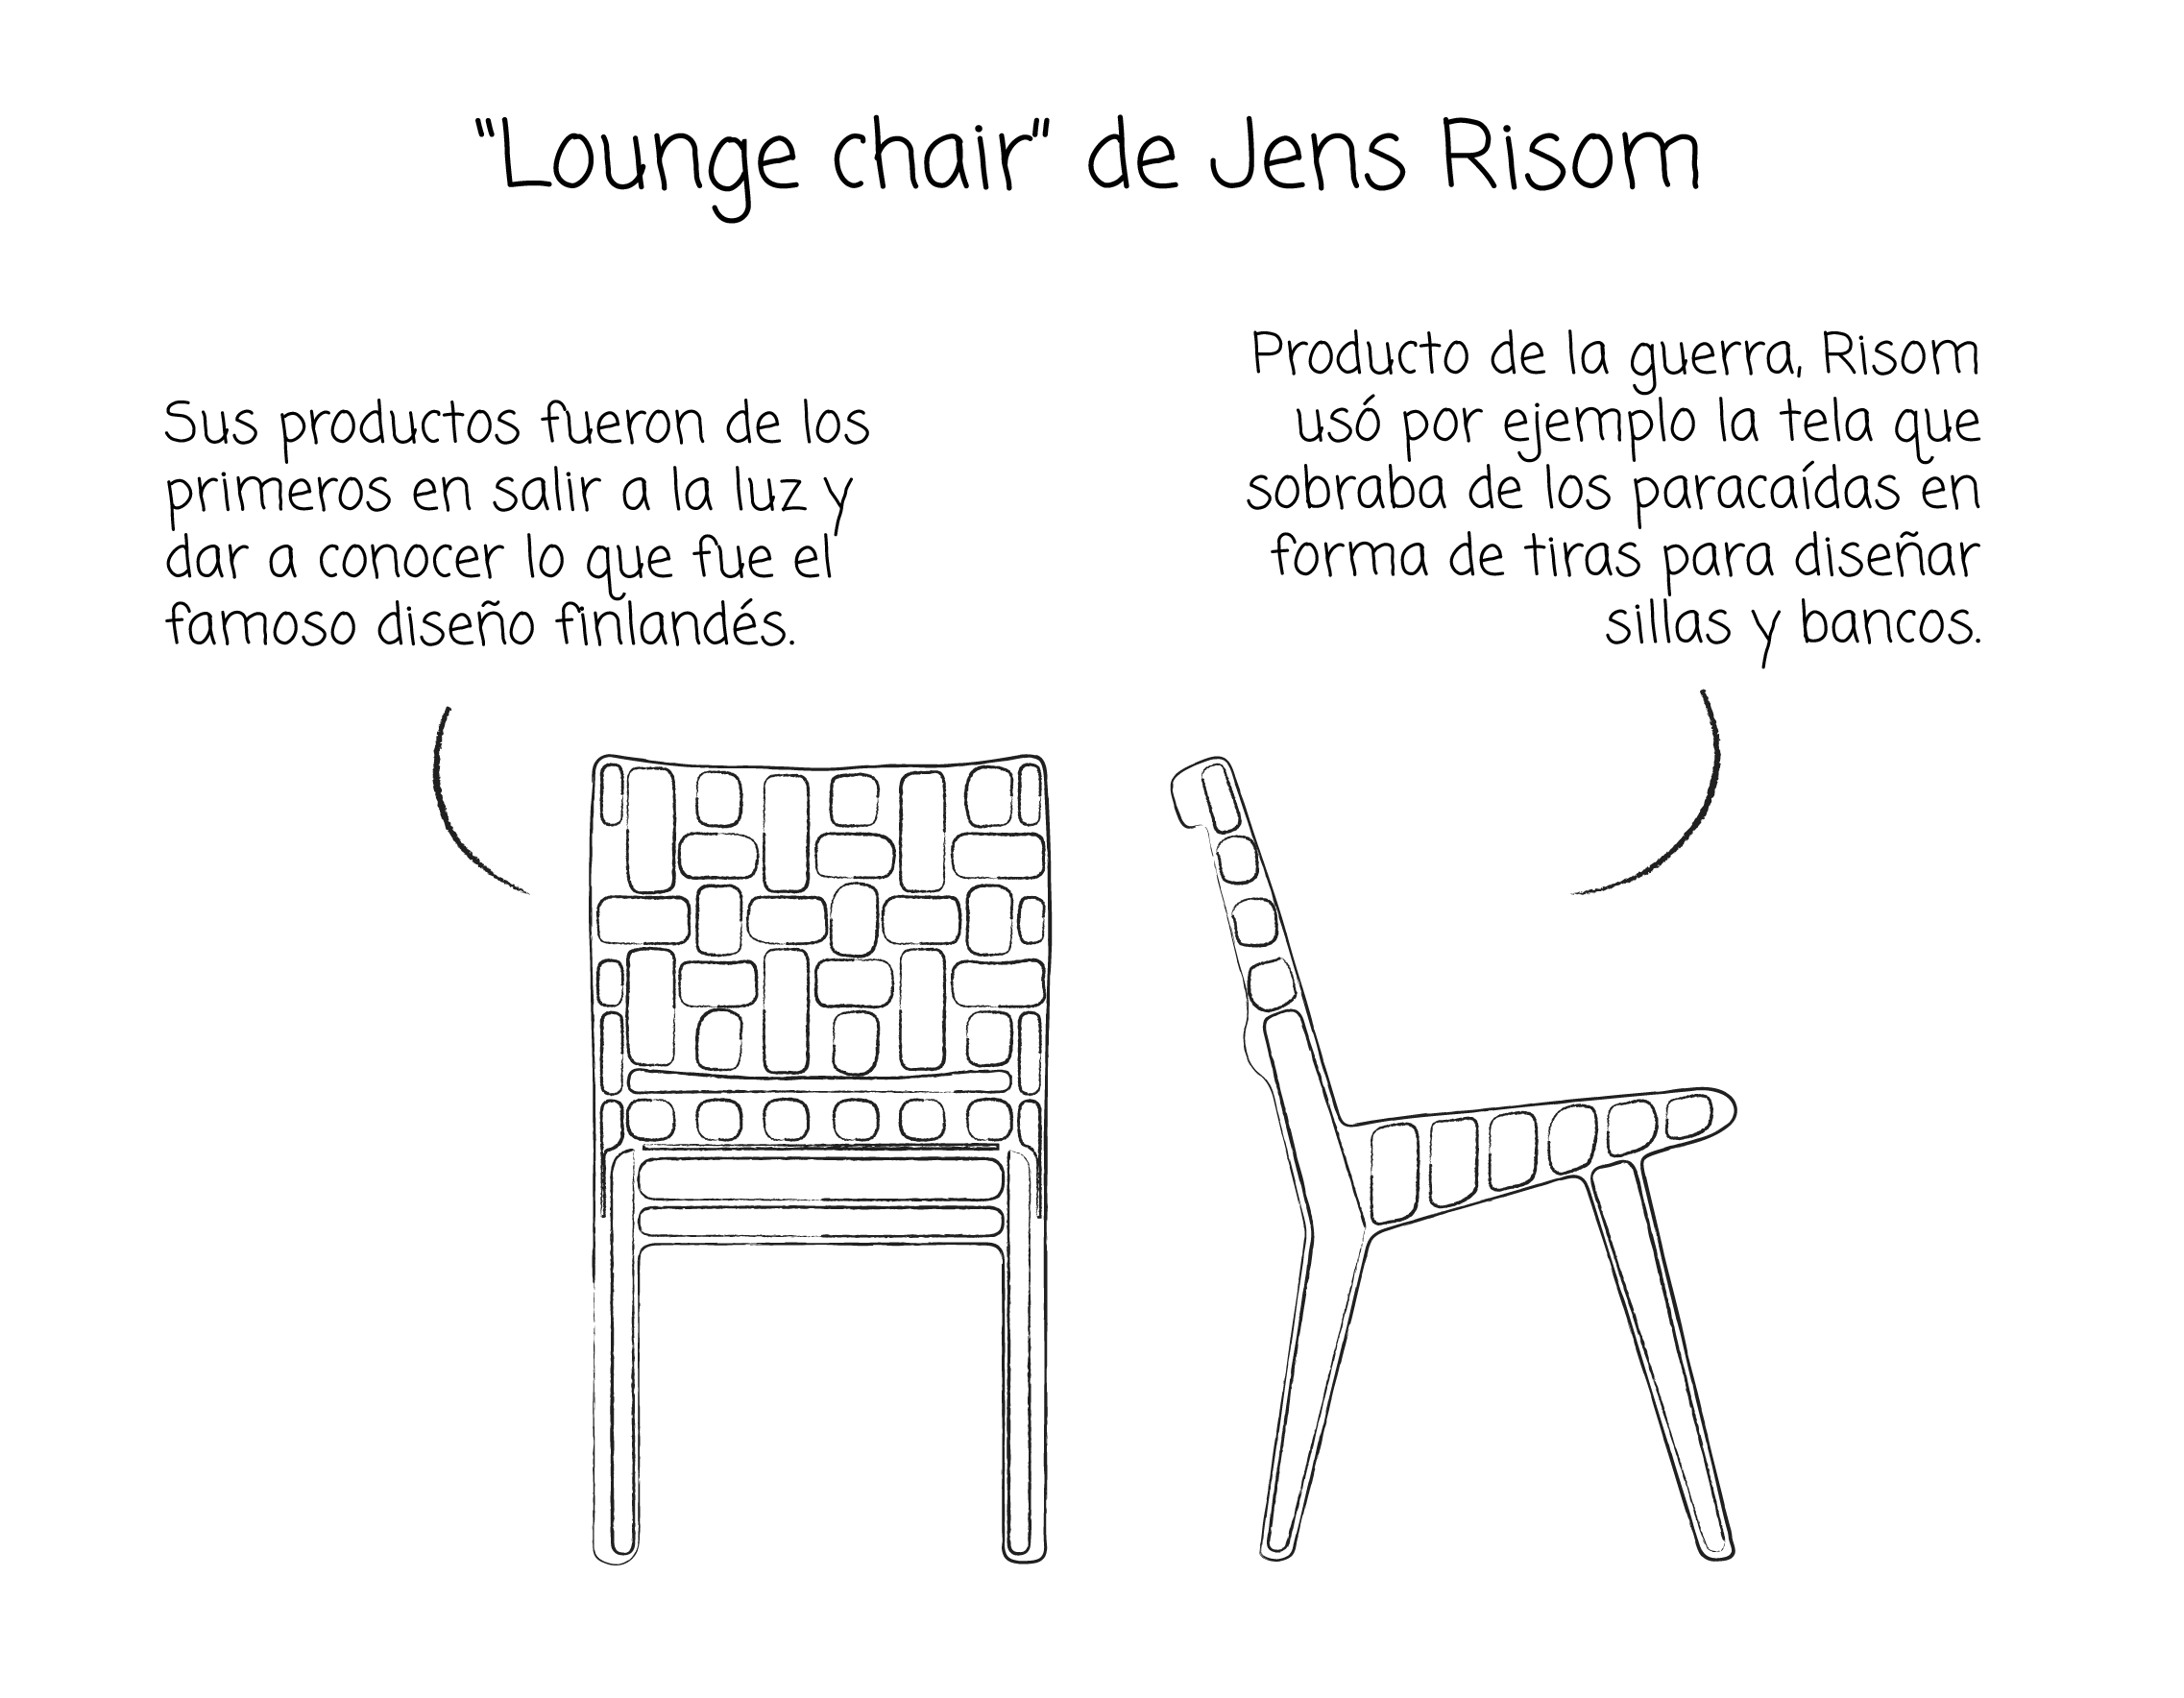 "Lounge chair" de Jens Risom
Sus productos fueron de los
primeros en salir a la luz y
dar a conocer lo que fue el
famoso diseño finlandés.
Producto de la guerra, Risom
usó por ejemplo la tela que
sobraba de los paracaídas en
forma de tiras para diseñar
sillas y bancos.